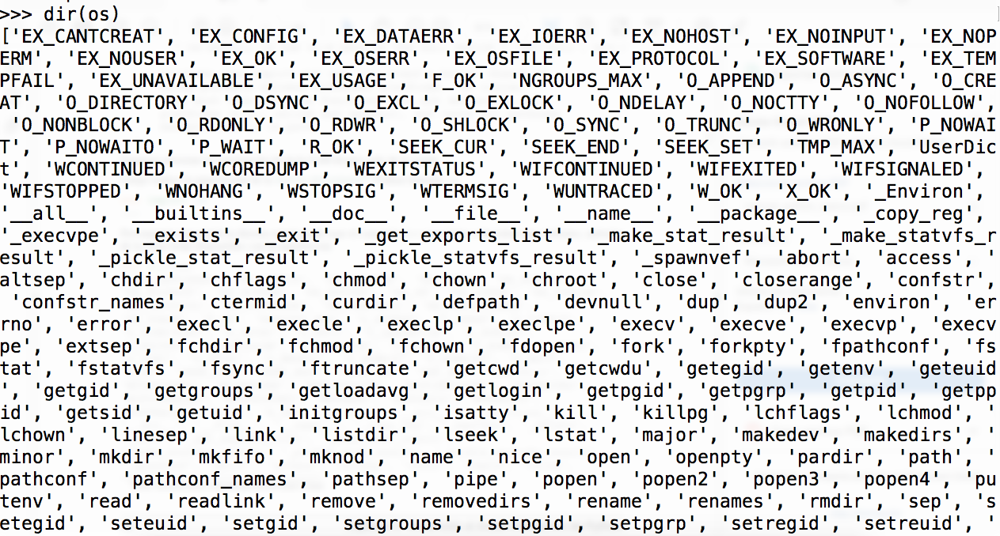 >>> dir(os)
['EX_CANTCREAT', 'EX_CONFIG', 'EX_DATAERR', 'EX_IOERR', 'EX_NOHOST', 'EX_NOINPUT', 'EX_NOP
ERM', 'EX_NOUSER', 'EX_OK', 'EX_OSERR', 'EX_OSFILE', 'EX_PROTOCOL', 'EX_SOFTWARE', 'EX_TEM
PFAIL', 'EX_UNAVAILABLE', 'EX_USAGE', 'F_OK', 'NGROUPS_MAX', 'O_APPEND', 'O_ASYNC', 'O_CRE
AT', 'O_DIRECTORY', 'O_DSYNC', 'O_EXCL', 'O_EXLOCK', 'O_NDELAY', 'O_NOCTTY', 'O_NOFOLLOW',
 'O_NONBLOCK', 'O_RDONLY', 'O_RDWR', 'O_SHLOCK', 'O_SYNC', 'O_TRUNC', 'O_WRONLY', 'P_NOWAI
T', 'P_NOWAITO', 'P_WAIT', 'R_OK', 'SEEK_CUR', 'SEEK_END', 'SEEK_SET', 'TMP_MAX', 'UserDic
t', 'WCONTINUED', 'WCOREDUMP', 'WEXITSTATUS', 'WIFCONTINUED', 'WIFEXITED', 'WIFSIGNALED',
'WIFSTOPPED', 'WNOHANG', 'WSTOPSIG', 'WTERMSIG', 'WUNTRACED', 'W_OK', 'X_OK', '_Environ',
'__all__', '__builtins__', '__doc__', '__file__', '__name__', '__package__', '_copy_reg',
'_execvpe', '_exists', '_exit', '_get_exports_list', '_make_stat_result', '_make_statvfs_r
esult', '_pickle_stat_result', '_pickle_statvfs_result', '_spawnvef', 'abort', 'access', '
altsep', 'chdir', 'chflags', 'chmod', 'chown', 'chroot', 'close', 'closerange', 'confstr',
 'confstr_names', 'ctermid', 'curdir', 'defpath', 'devnull', 'dup', 'dup2', 'environ', 'er
rno', 'error', 'execl', 'execle', 'execlp', 'execlpe', 'execv', 'execve', 'execvp', 'execv
pe', 'extsep', 'fchdir', 'fchmod', 'fchown', 'fdopen', 'fork', 'forkpty', 'fpathconf', 'fs
tat', 'fstatvfs', 'fsync', 'ftruncate', 'getcwd', 'getcwdu', 'getegid', 'getenv', 'geteuid
', 'getgid', 'getgroups', 'getloadavg', 'getlogin', 'getpgid', 'getpgrp', 'getpid', 'getpp
id', 'getsid', 'getuid', 'initgroups', 'isatty', 'kill', 'killpg', 'lchflags', 'lchmod', '
lchown', 'linesep', 'link', 'listdir', 'lseek', 'lstat', 'major', 'makedev', 'makedirs', '
minor', 'mkdir', 'mkfifo', 'mknod', 'name', 'nice', 'open', 'openpty', 'pardir', 'path', '
pathconf', 'pathconf_names', 'pathsep', 'pipe', 'popen', 'popen2', 'popen3', 'popen4', 'pu
tenv', 'read', 'readlink', 'remove', 'removedirs', 'rename', 'renames', 'rmdir', 'sep', 's
etegid', 'seteuid', 'setgid', 'setgroups', 'setpgid', 'setpgrp', 'setregid', 'setreuid', '